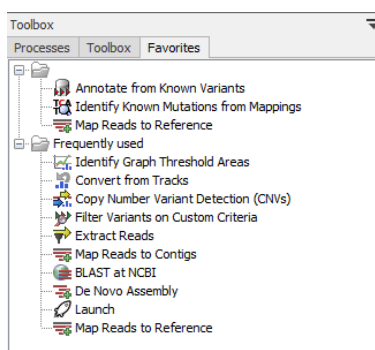 Toolbox
Processes Toolbox Favorites
Annotate from Known Variants
Identify Known Mutations from Mappings
Map Reads to Reference
Frequently used
Identify Graph Threshold Areas
Convert from Tracks
Copy Number Variant Detection (CNVs)
Filter Variants on Custom Criteria
Extract Reads
Map Reads to Contigs
BLAST at NCBI
De Novo Assembly
Launch
Map Reads to Reference